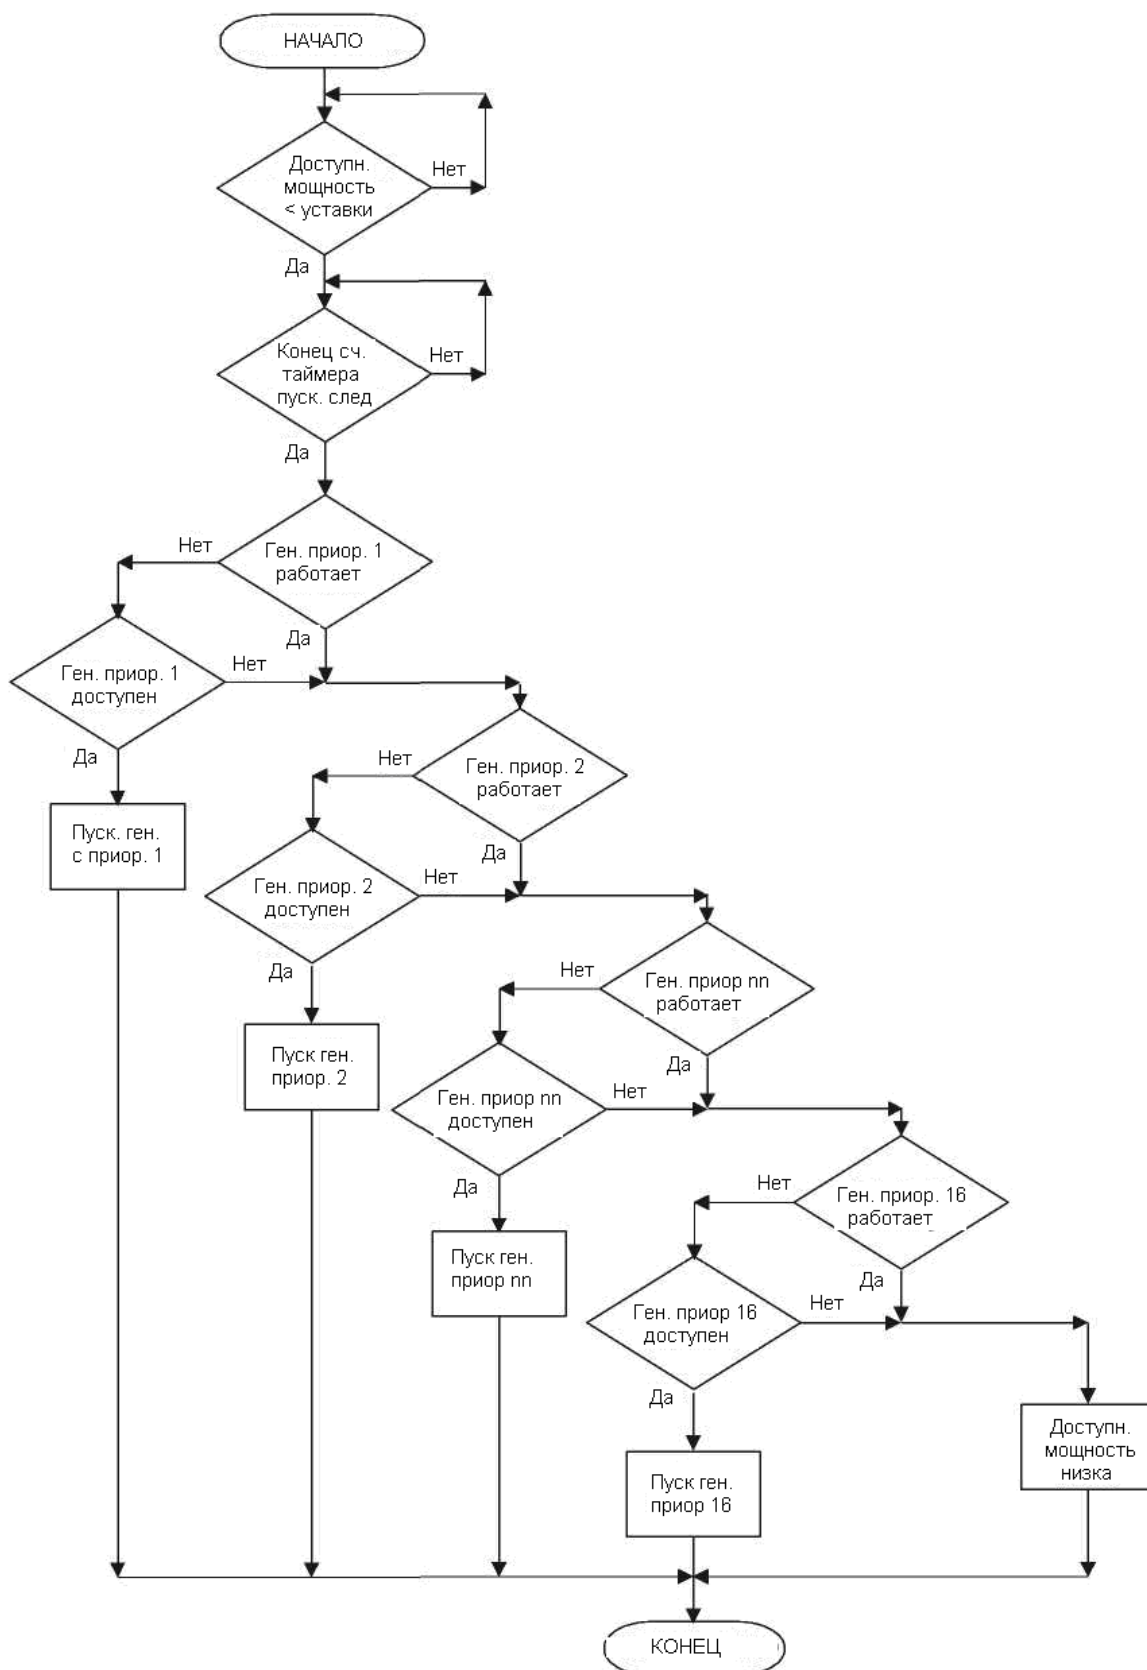 НАЧАЛО
Доступн.
мощность
< уставки
Нет
Да
Конец сч.
таймера
пуск. след
Нет
Да
Ген. приор. 1
работает
Нет
Да
Ген. приор. 1
доступен
Нет
Да
Пуск. ген.
с приор. 1
Ген. приор. 2
работает
Нет
Да
Ген. приор. 2
доступен
Нет
Да
Пуск ген.
приор. 2
Ген. приор nn
работает
Нет
Да
Ген. приор nn
доступен
Нет
Да
Пуск ген.
приор nn
Ген. приор. 16
работает
Нет
Да
Ген. приор 16
доступен
Нет
Да
Пуск ген.
приор 16
Доступн.
мощность
низка
КОНЕЦ